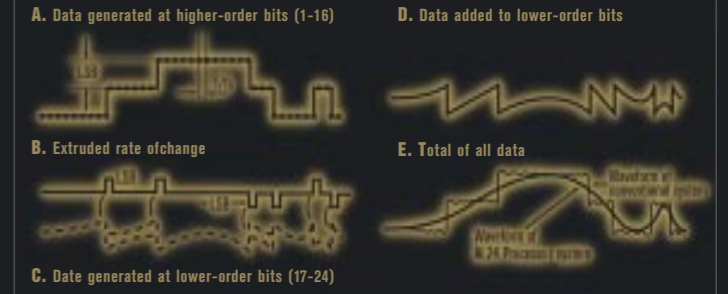 A. Data generated at higher-order bits (1-16)
LSB
B. Extruded rate ofchange
LSB
LSB
C. Date generated at lower-order bits (17-24)
D. Data added to lower-order bits
E. Total of all data
Waveform of
conventional system
Waveform of